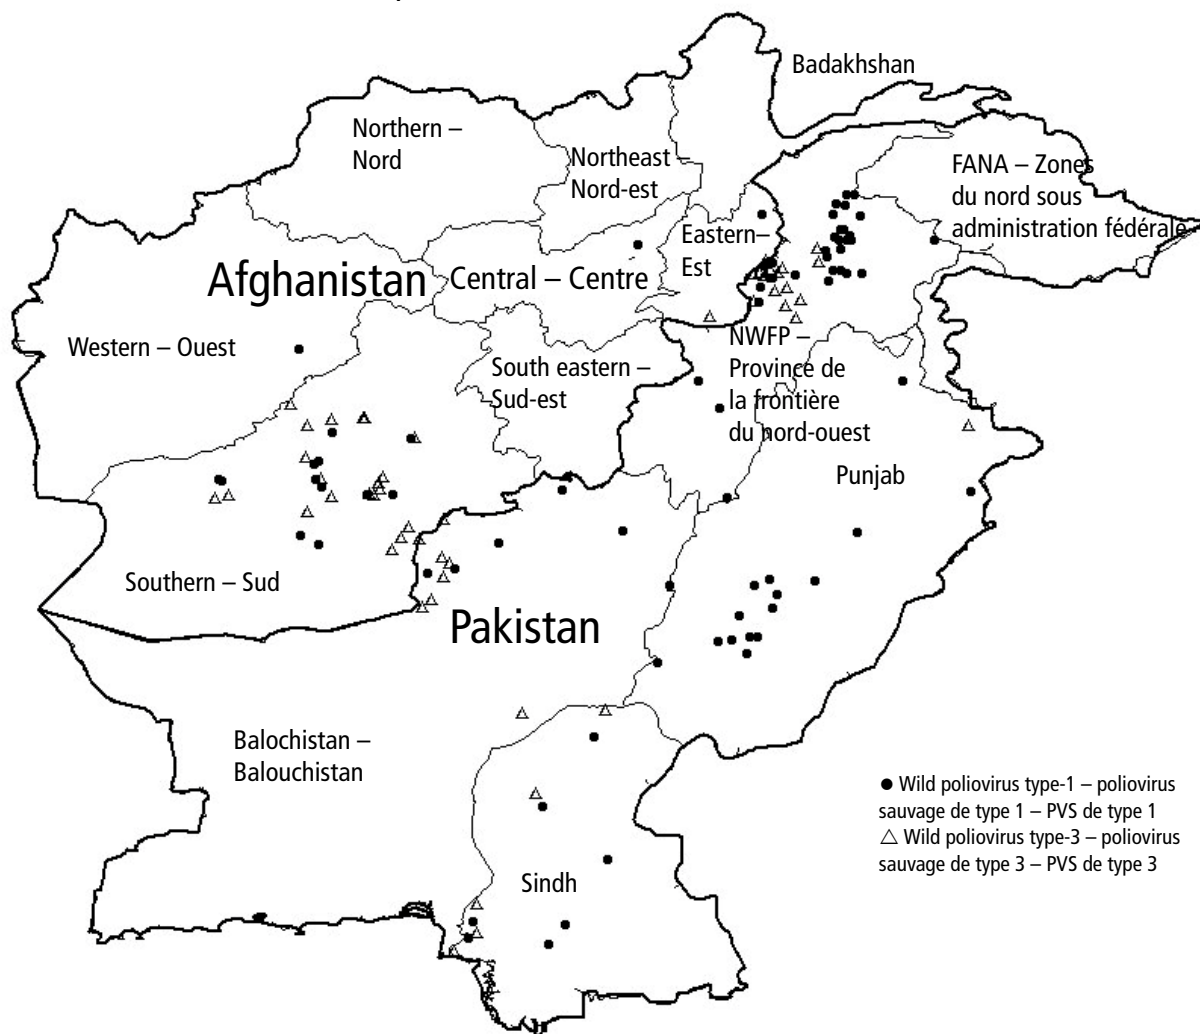 Badakhshan
Northern –
Nord
Northeast –
Nord-est
FANA – Zones
du nord sous
administration fédérale
Eastern–
Est
Afghanistan
Central – Centre
Western – Ouest
South eastern –
Sud-est
NWFP –
Province de
la frontière
du nord-ouest
Punjab
Southern – Sud
Pakistan
Balochistan –
Balouchistan
Sindh
● Wild poliovirus type-1 – poliovirus
sauvage de type 1 – PVS de type 1
△ Wild poliovirus type-3 – poliovirus
sauvage de type 3 – PVS de type 3